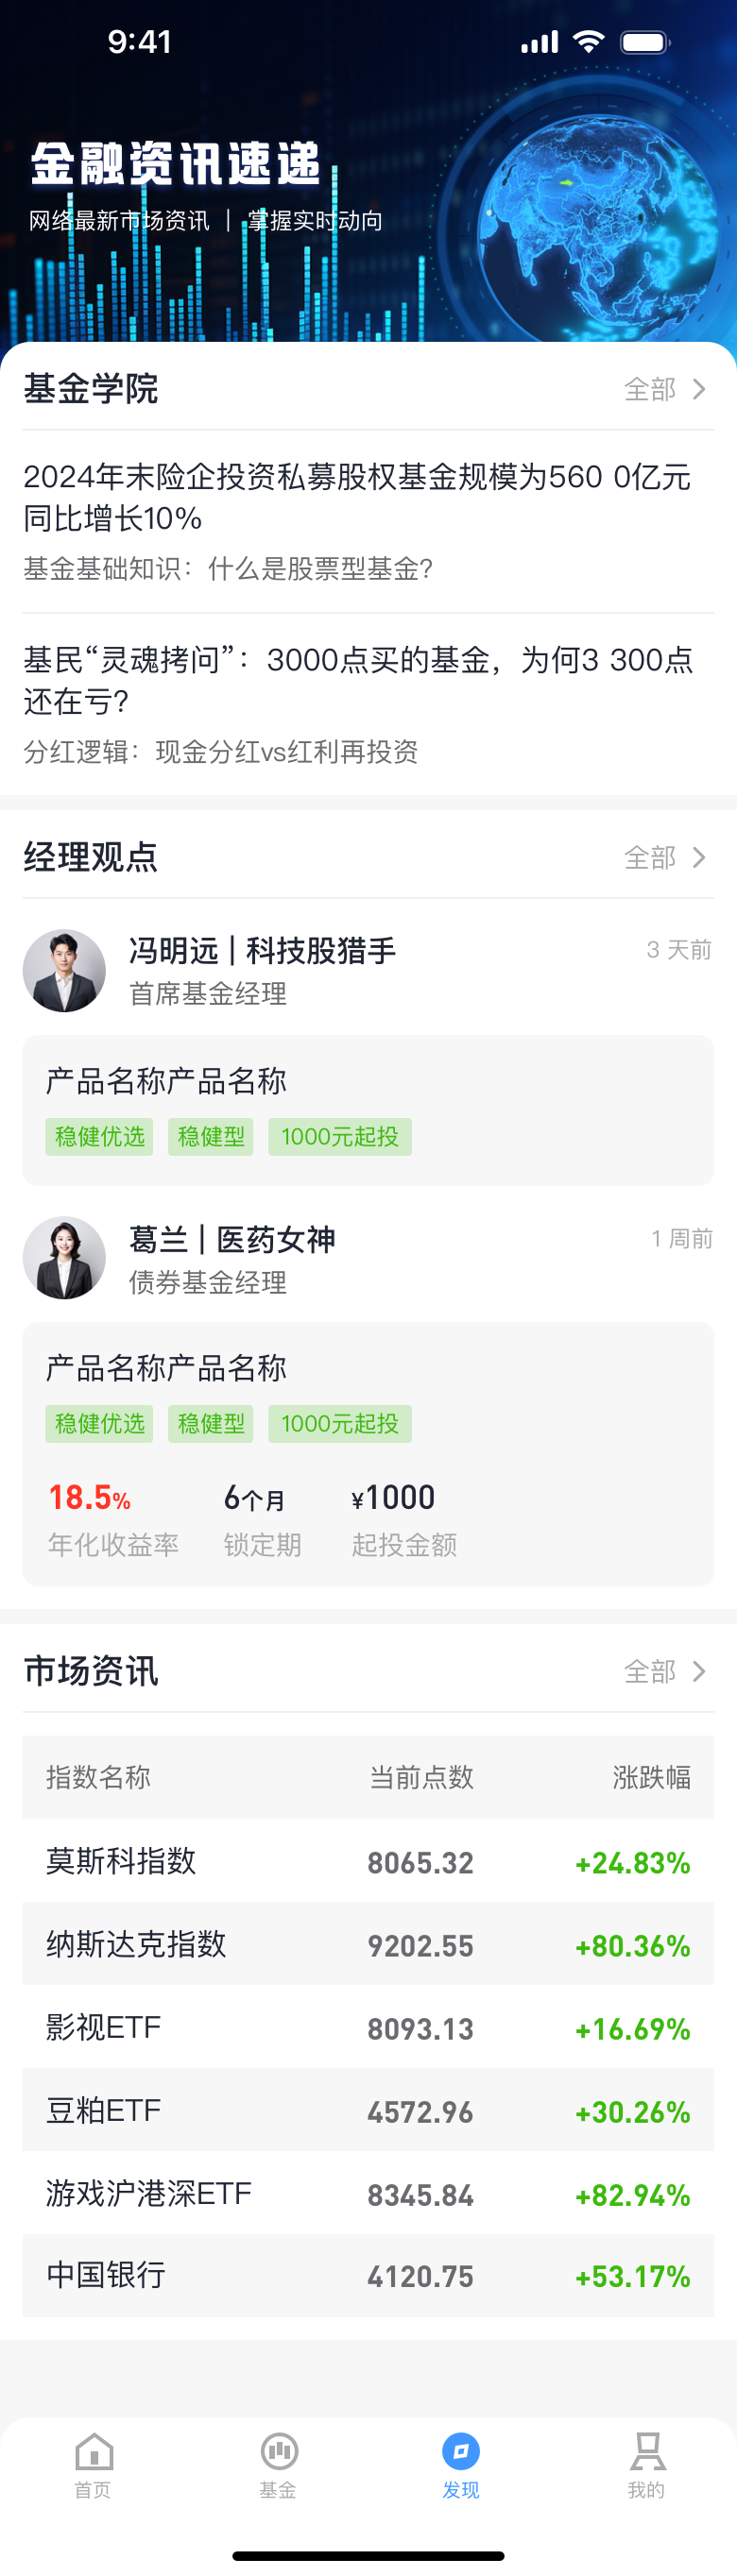 9:41
金融资讯速递
网络最新市场资讯 | 掌握实时动向
基金学院
全部
2024年末险企投资私募股权基金规模为560 0亿元
同比增长10%
基金基础知识：什么是股票型基金?
基民“灵魂拷问”：3000点买的基金，为何3 300点
还在亏?
分红逻辑：现金分红vs红利再投资
经理观点
全部
冯明远 | 科技股猎手
3 天前
首席基金经理
产品名称产品名称
稳健优选 稳健型 1000元起投
葛兰 | 医药女神
1 周前
债券基金经理
产品名称产品名称
稳健优选 稳健型 1000元起投
18.5% 6个月 ¥1000
年化收益率 锁定期 起投金额
市场资讯
全部
指数名称 当前点数 涨跌幅
莫斯科指数 8065.32 +24.83%
纳斯达克指数 9202.55 +80.36%
影视ETF 8093.13 +16.69%
豆粕ETF 4572.96 +30.26%
游戏沪港深ETF 8345.84 +82.94%
中国银行 4120.75 +53.17%
首页 基金 发现 我的